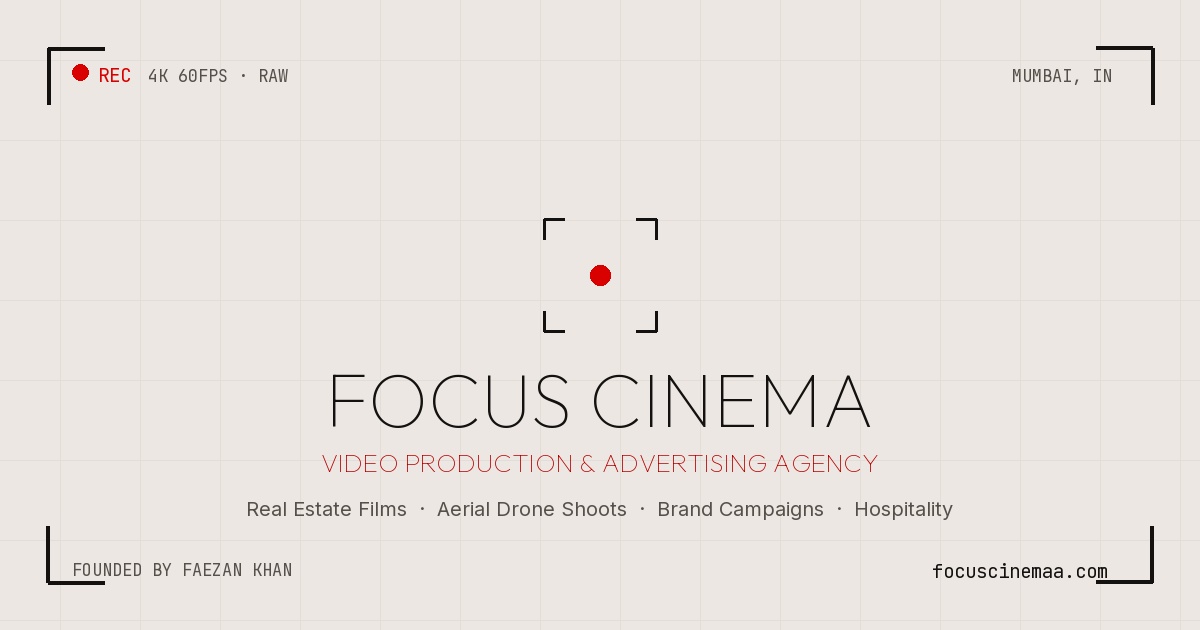 REC 4K 60FPS · RAW
MUMBAI, IN
FOCUS CINEMA
VIDEO PRODUCTION & ADVERTISING AGENCY
Real Estate Films · Aerial Drone Shoots · Brand Campaigns · Hospitality
FOUNDED BY FAEZAN KHAN
focuscinemaa.com